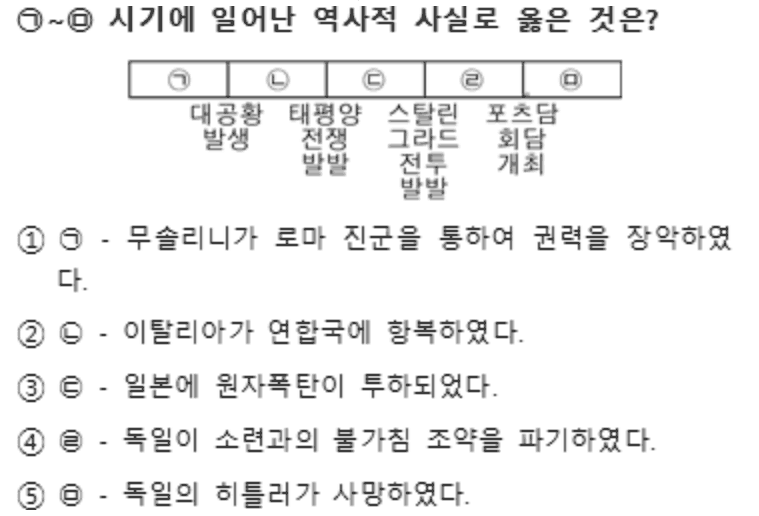 ㉠~㉤ 시기에 일어난 역사적 사실로 옳은 것은?
㉠ ㉡ ㉢ ㉣ ㉤
대공황 태평양 스탈린 포츠담
발생 전쟁 그라드 회담
발발 전투 개최
발발
① ㉠ - 무솔리니가 로마 진군을 통하여 권력을 장악하였
다.
② ㉡ - 이탈리아가 연합국에 항복하였다.
③ ㉢ - 일본에 원자폭탄이 투하되었다.
④ ㉣ - 독일이 소련과의 불가침 조약을 파기하였다.
⑤ ㉤ - 독일의 히틀러가 사망하였다.